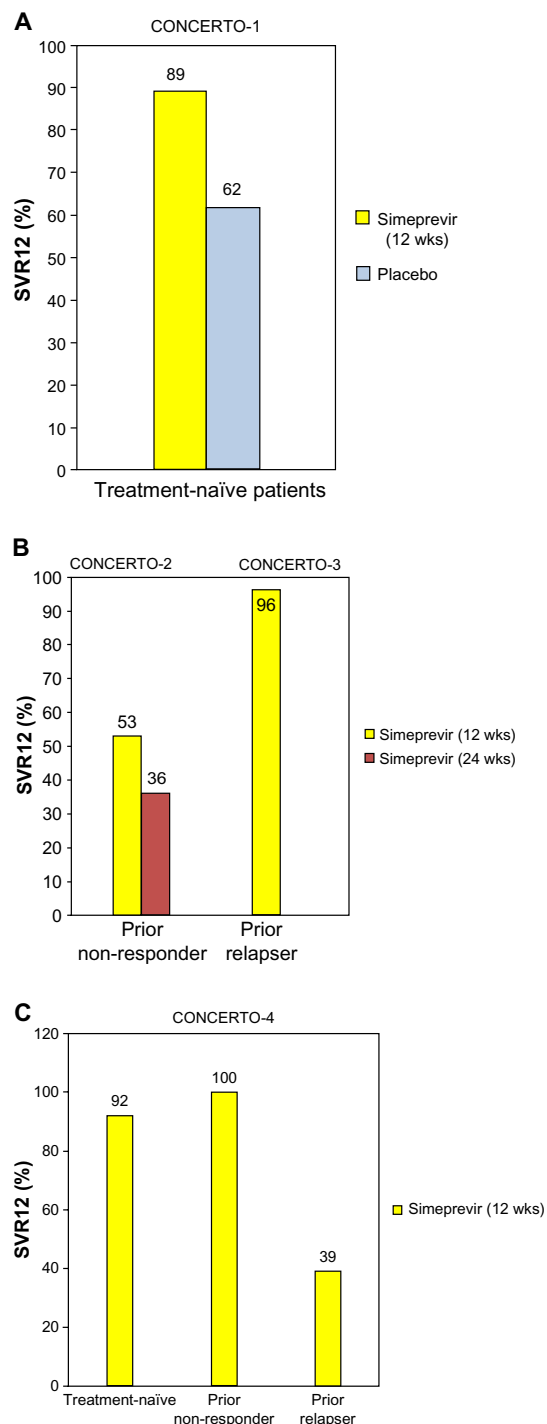 A
CONCERTO-1
100
90
80
70
60
50
40
30
20
10
0
SVR12 (%)
89
62
Simeprevir
(12 wks)
Placebo
Treatment-naïve patients
B
CONCERTO-2 CONCERTO-3
100
90
80
70
60
50
40
30
20
10
0
SVR12 (%)
53
36
96
Simeprevir (12 wks)
Simeprevir (24 wks)
Prior Prior
non-responder relapser
C
CONCERTO-4
120
100
80
60
40
20
0
SVR12 (%)
92
100
39
Simeprevir (12 wks)
Treatment-naïve Prior Prior
non-responder relapser